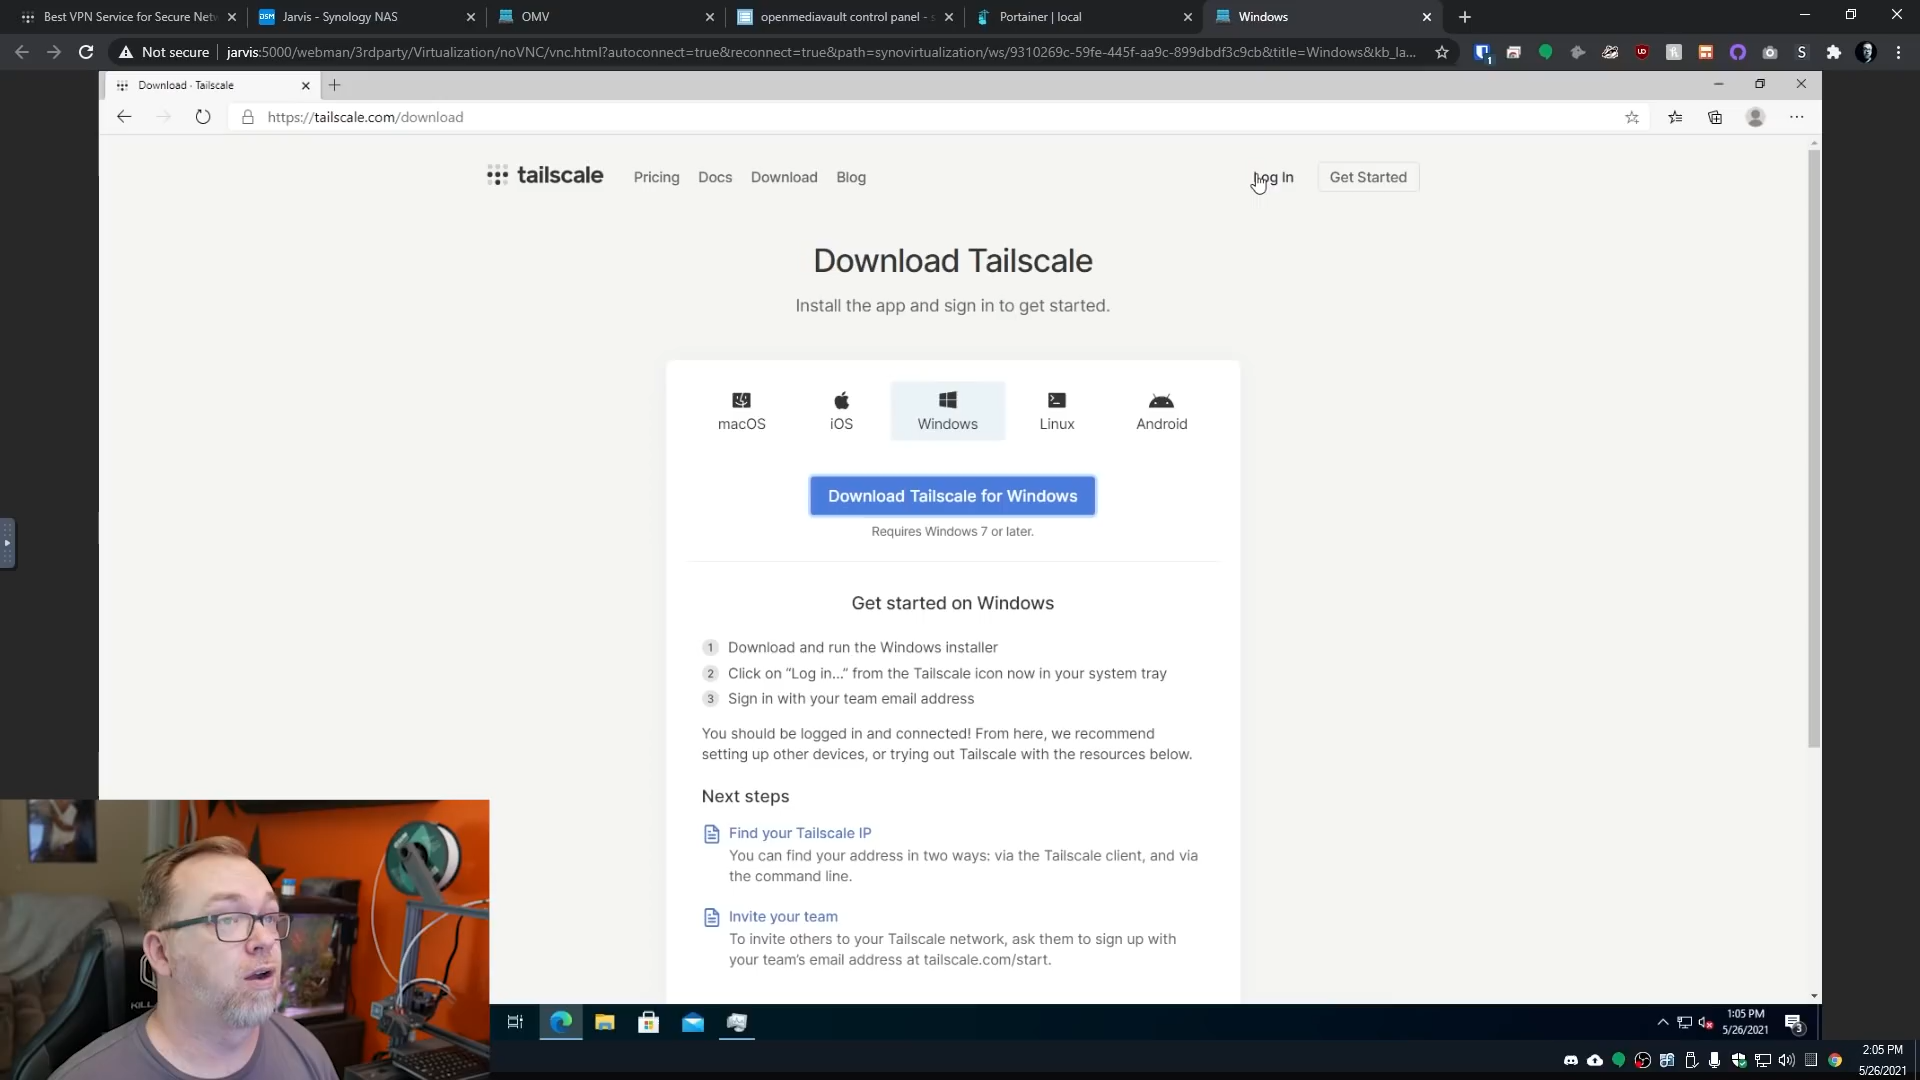 Best VPN Service for Secure Netw
Jarvis - Synology NAS
OMV
openmediavault control panel - s
Portainer | local
Windows
Not secure
jarvis:5000/webman/3rdparty/Virtualization/noVNC/vnc.html?autoconnect=true&reconnect=true&path=synovirtualization/ws/9310269c-59fe-445f-aa9c-899dbdf3c9cb&title=Windows&kb_la...
Download · Tailscale
https://tailscale.com/download
tailscale
Pricing
Docs
Download
Blog
Log In
Get Started
Download Tailscale
Install the app and sign in to get started.
macOS
iOS
Windows
Linux
Android
Download Tailscale for Windows
Requires Windows 7 or later.
Get started on Windows
1 Download and run the Windows installer
2 Click on “Log in...” from the Tailscale icon now in your system tray
3 Sign in with your team email address
You should be logged in and connected! From here, we recommend
setting up other devices, or trying out Tailscale with the resources below.
Next steps
Find your Tailscale IP
You can find your address in two ways: via the Tailscale client, and via
the command line.
Invite your team
To invite others to your Tailscale network, ask them to sign up with
your team's email address at tailscale.com/start.
KILL
1:05 PM
5/26/2021
3
2:05 PM
5/26/2021